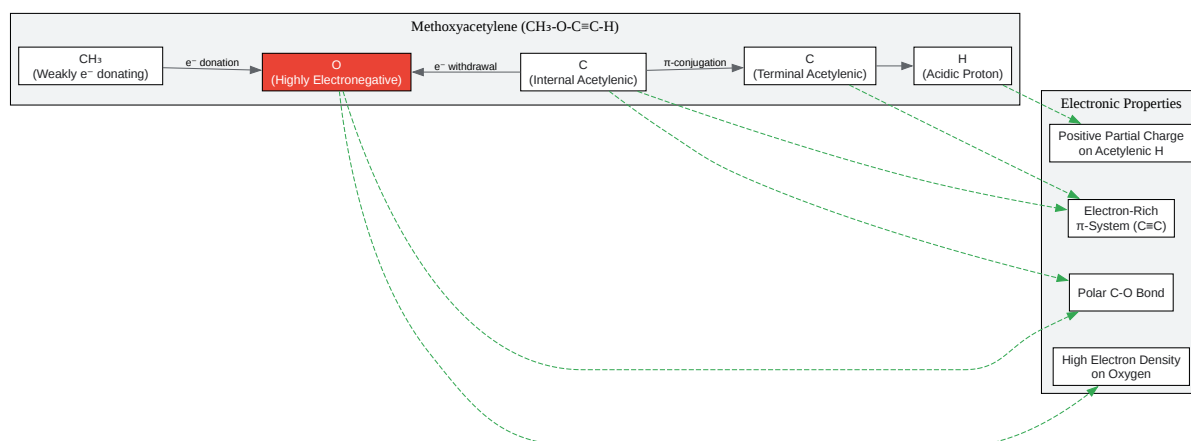 Methoxyacetylene (CH₃-O-C≡C-H)
CH₃
(Weakly e⁻ donating)
e⁻ donation
O
(Highly Electronegative)
e⁻ withdrawal
C
(Internal Acetylenic)
π-conjugation
C
(Terminal Acetylenic)
H
(Acidic Proton)
Electronic Properties
Positive Partial Charge
on Acetylenic H
Electron-Rich
π-System (C≡C)
Polar C-O Bond
High Electron Density
on Oxygen